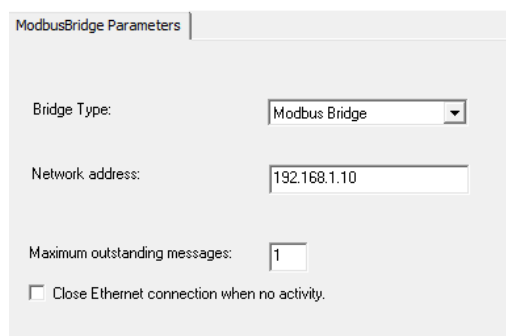 ModbusBridge Parameters
Bridge Type: Modbus Bridge
Network address: 192.168.1.10
Maximum outstanding messages: 1
Close Ethernet connection when no activity.